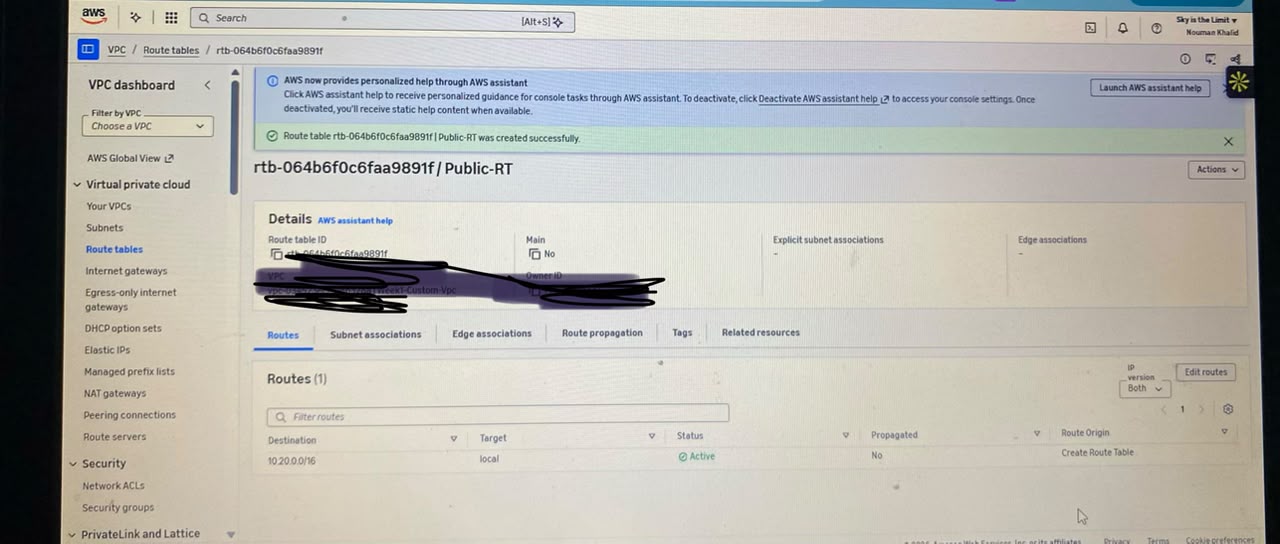 aws
Search
[Alt+S]
Sky is the Limit
Nouman Khalid
VPC / Route tables / rtb-064b6f0c6faa9891f
VPC dashboard
Filter by VPC
Choose a VPC
AWS Global View
Virtual private cloud
Your VPCs
Subnets
Route tables
Internet gateways
Egress-only internet
gateways
DHCP option sets
Elastic IPs
Managed prefix lists
NAT gateways
Peering connections
Route servers
Security
Network ACLs
Security groups
PrivateLink and Lattice
AWS now provides personalized help through AWS assistant
Click AWS assistant help to receive personalized guidance for console tasks through AWS assistant. To deactivate, click Deactivate AWS assistant help to access your console settings. Once
deactivated, you'll receive static help content when available.
Launch AWS assistant help
Route table rtb-064b6f0c6faa9891f | Public-RT was created successfully.
rtb-064b6f0c6faa9891f / Public-RT
Actions
Details AWS assistant help
Route table ID
rtb-064b6f0c6faa9891f
Main
No
Explicit subnet associations
-
Edge associations
-
VPC
Week1-Custom-Vpc
Owner ID
Routes
Subnet associations
Edge associations
Route propagation
Tags
Related resources
Routes (1)
IP
version
Both
Edit routes
Filter routes
1
Destination Target Status Propagated Route Origin
10.20.0.0/16 local Active No Create Route Table
Privacy Terms Cookie preferences